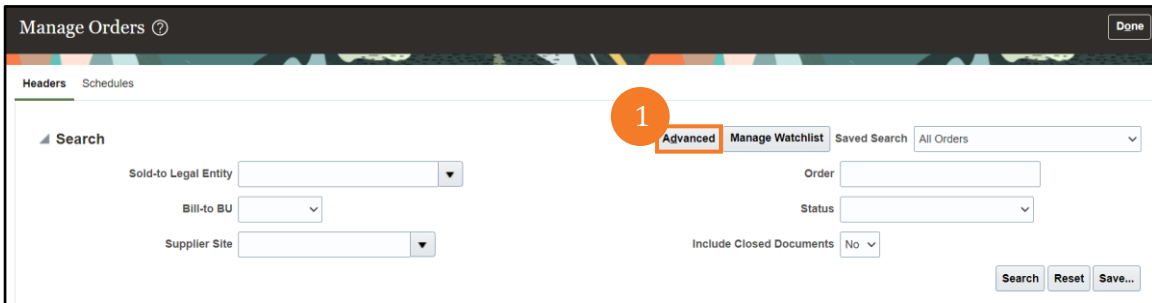 Manage Orders ?
Done
Headers Schedules
1
Search
Advanced Manage Watchlist Saved Search All Orders
Sold-to Legal Entity
Order
Bill-to BU
Status
Supplier Site
Include Closed Documents No
Search Reset Save...